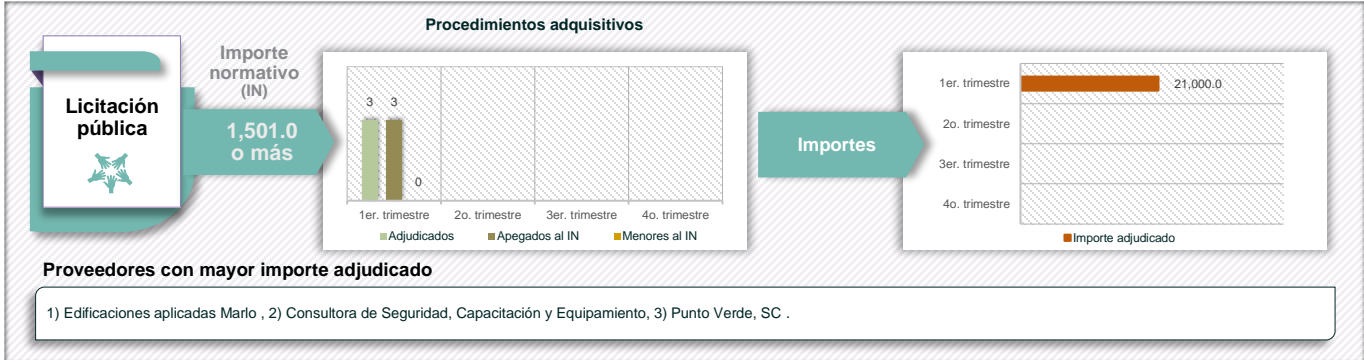 Procedimientos adquisitivos
Licitación
pública
Importe
normativo
(IN)
1,501.0
o más
3 3
0
1er. trimestre 2o. trimestre 3er. trimestre 4o. trimestre
Adjudicados Apegados al IN Menores al IN
Importes
1er. trimestre 21,000.0
2o. trimestre
3er. trimestre
4o. trimestre
Importe adjudicado
Proveedores con mayor importe adjudicado
1) Edificaciones aplicadas Marlo , 2) Consultora de Seguridad, Capacitación y Equipamiento, 3) Punto Verde, SC .